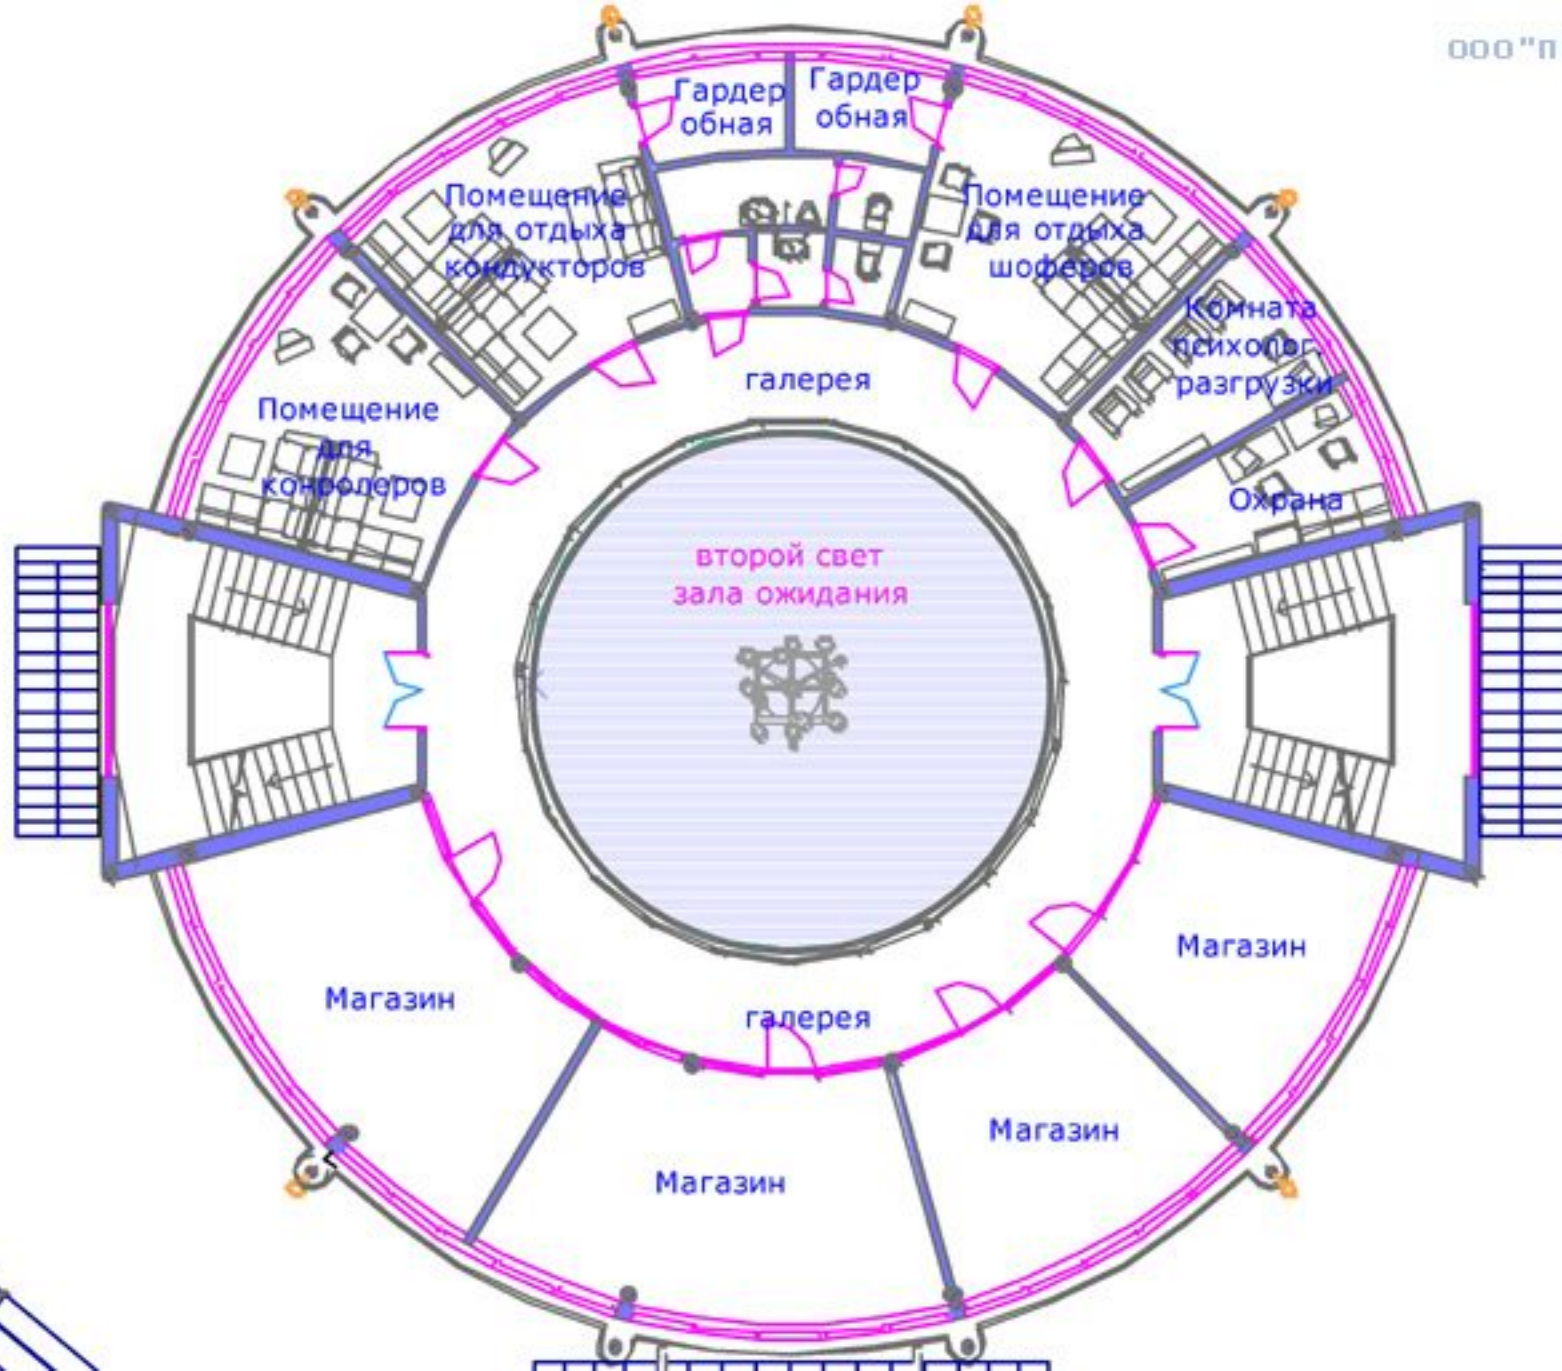 ООО "П
Гардер
обная
Гардер
обная
Помещение
для отдыха
кондукторов
Помещение
для отдыха
шоферов
Комната
психолог.
разгрузки
галерея
Помещение
для
конролеров
Охрана
второй свет
зала ожидания
Магазин
Магазин
галерея
Магазин
Магазин